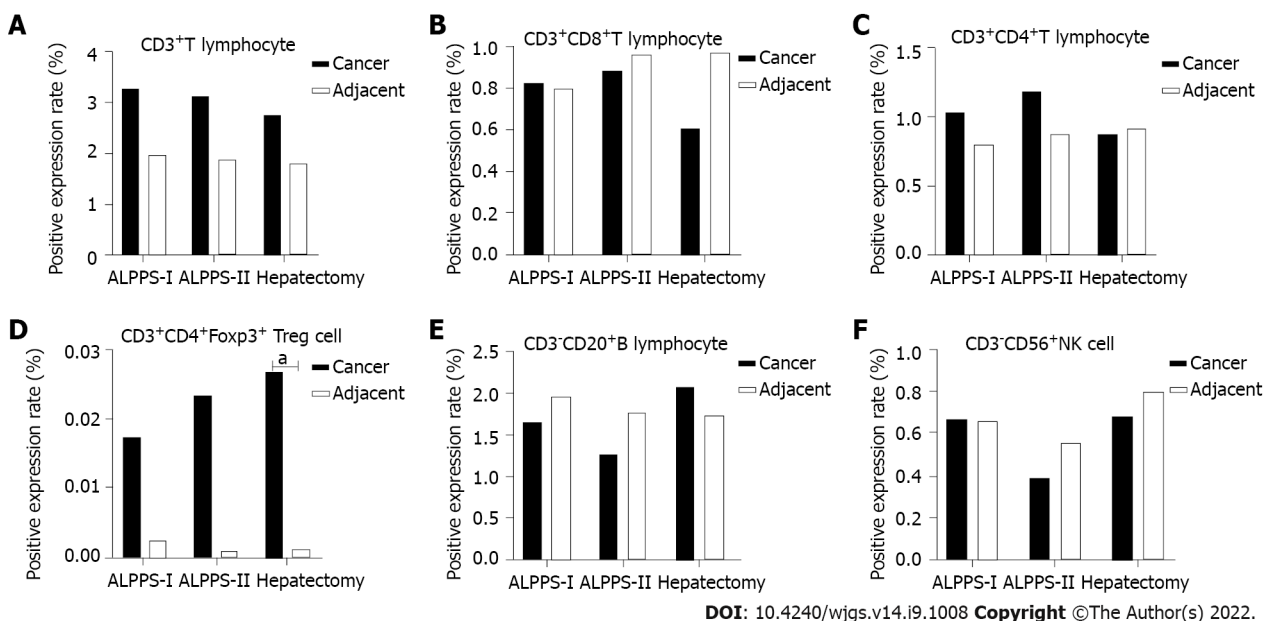 A
CD3+T lymphocyte
Positive expression rate (%)
4
3
2
1
0
Cancer
Adjacent
ALPPS-I ALPPS-II Hepatectomy
B
CD3+CD8+T lymphocyte
Positive expression rate (%)
1.0
0.8
0.6
0.4
0.2
0.0
Cancer
Adjacent
ALPPS-I ALPPS-II Hepatectomy
C
CD3+CD4+T lymphocyte
Positive expression rate (%)
1.5
1.0
0.5
0.0
Cancer
Adjacent
ALPPS-I ALPPS-II Hepatectomy
D
CD3+CD4+Foxp3+ Treg cell
Positive expression rate (%)
0.03
0.02
0.01
0.00
a
Cancer
Adjacent
ALPPS-I ALPPS-II Hepatectomy
E
CD3-CD20+B lymphocyte
Positive expression rate (%)
2.5
2.0
1.5
1.0
0.5
0.0
Cancer
Adjacent
ALPPS-I ALPPS-II Hepatectomy
F
CD3-CD56+NK cell
Positive expression rate (%)
1.0
0.8
0.6
0.4
0.2
0.0
Cancer
Adjacent
ALPPS-I ALPPS-II Hepatectomy
DOI: 10.4240/wjgs.v14.i9.1008 Copyright ©The Author(s) 2022.